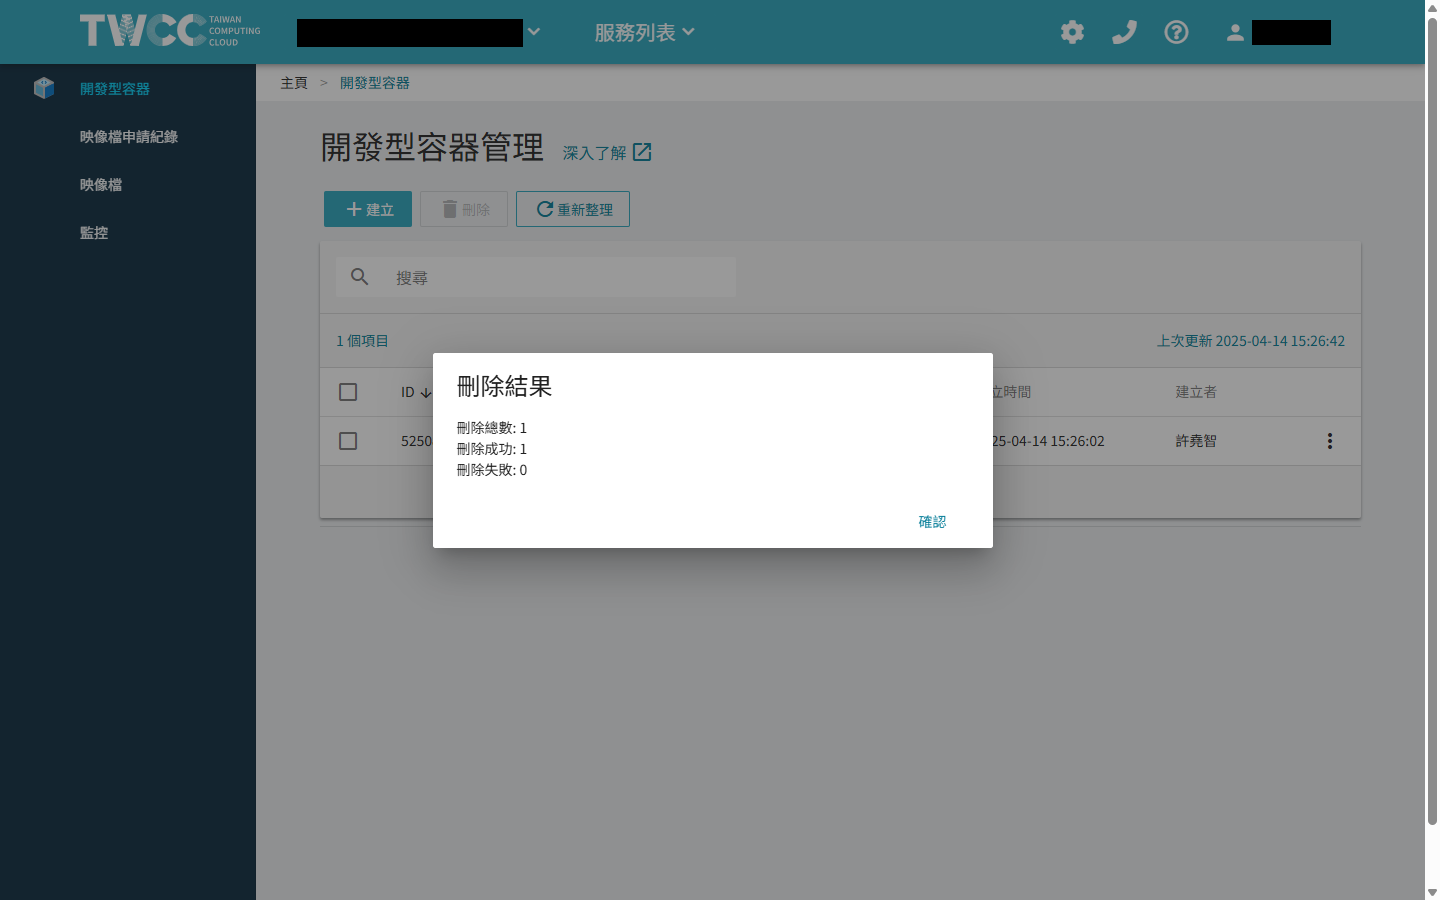 TWCC TAIWAN COMPUTING CLOUD
服務列表
開發型容器
映像檔申請紀錄
映像檔
監控
主頁 > 開發型容器
開發型容器管理 深入了解
建立 刪除 重新整理
搜尋
1 個項目 上次更新 2025-04-14 15:26:42
ID 立時間 建立者
5250 25-04-14 15:26:02 許堯智
刪除結果
刪除總數: 1
刪除成功: 1
刪除失敗: 0
確認